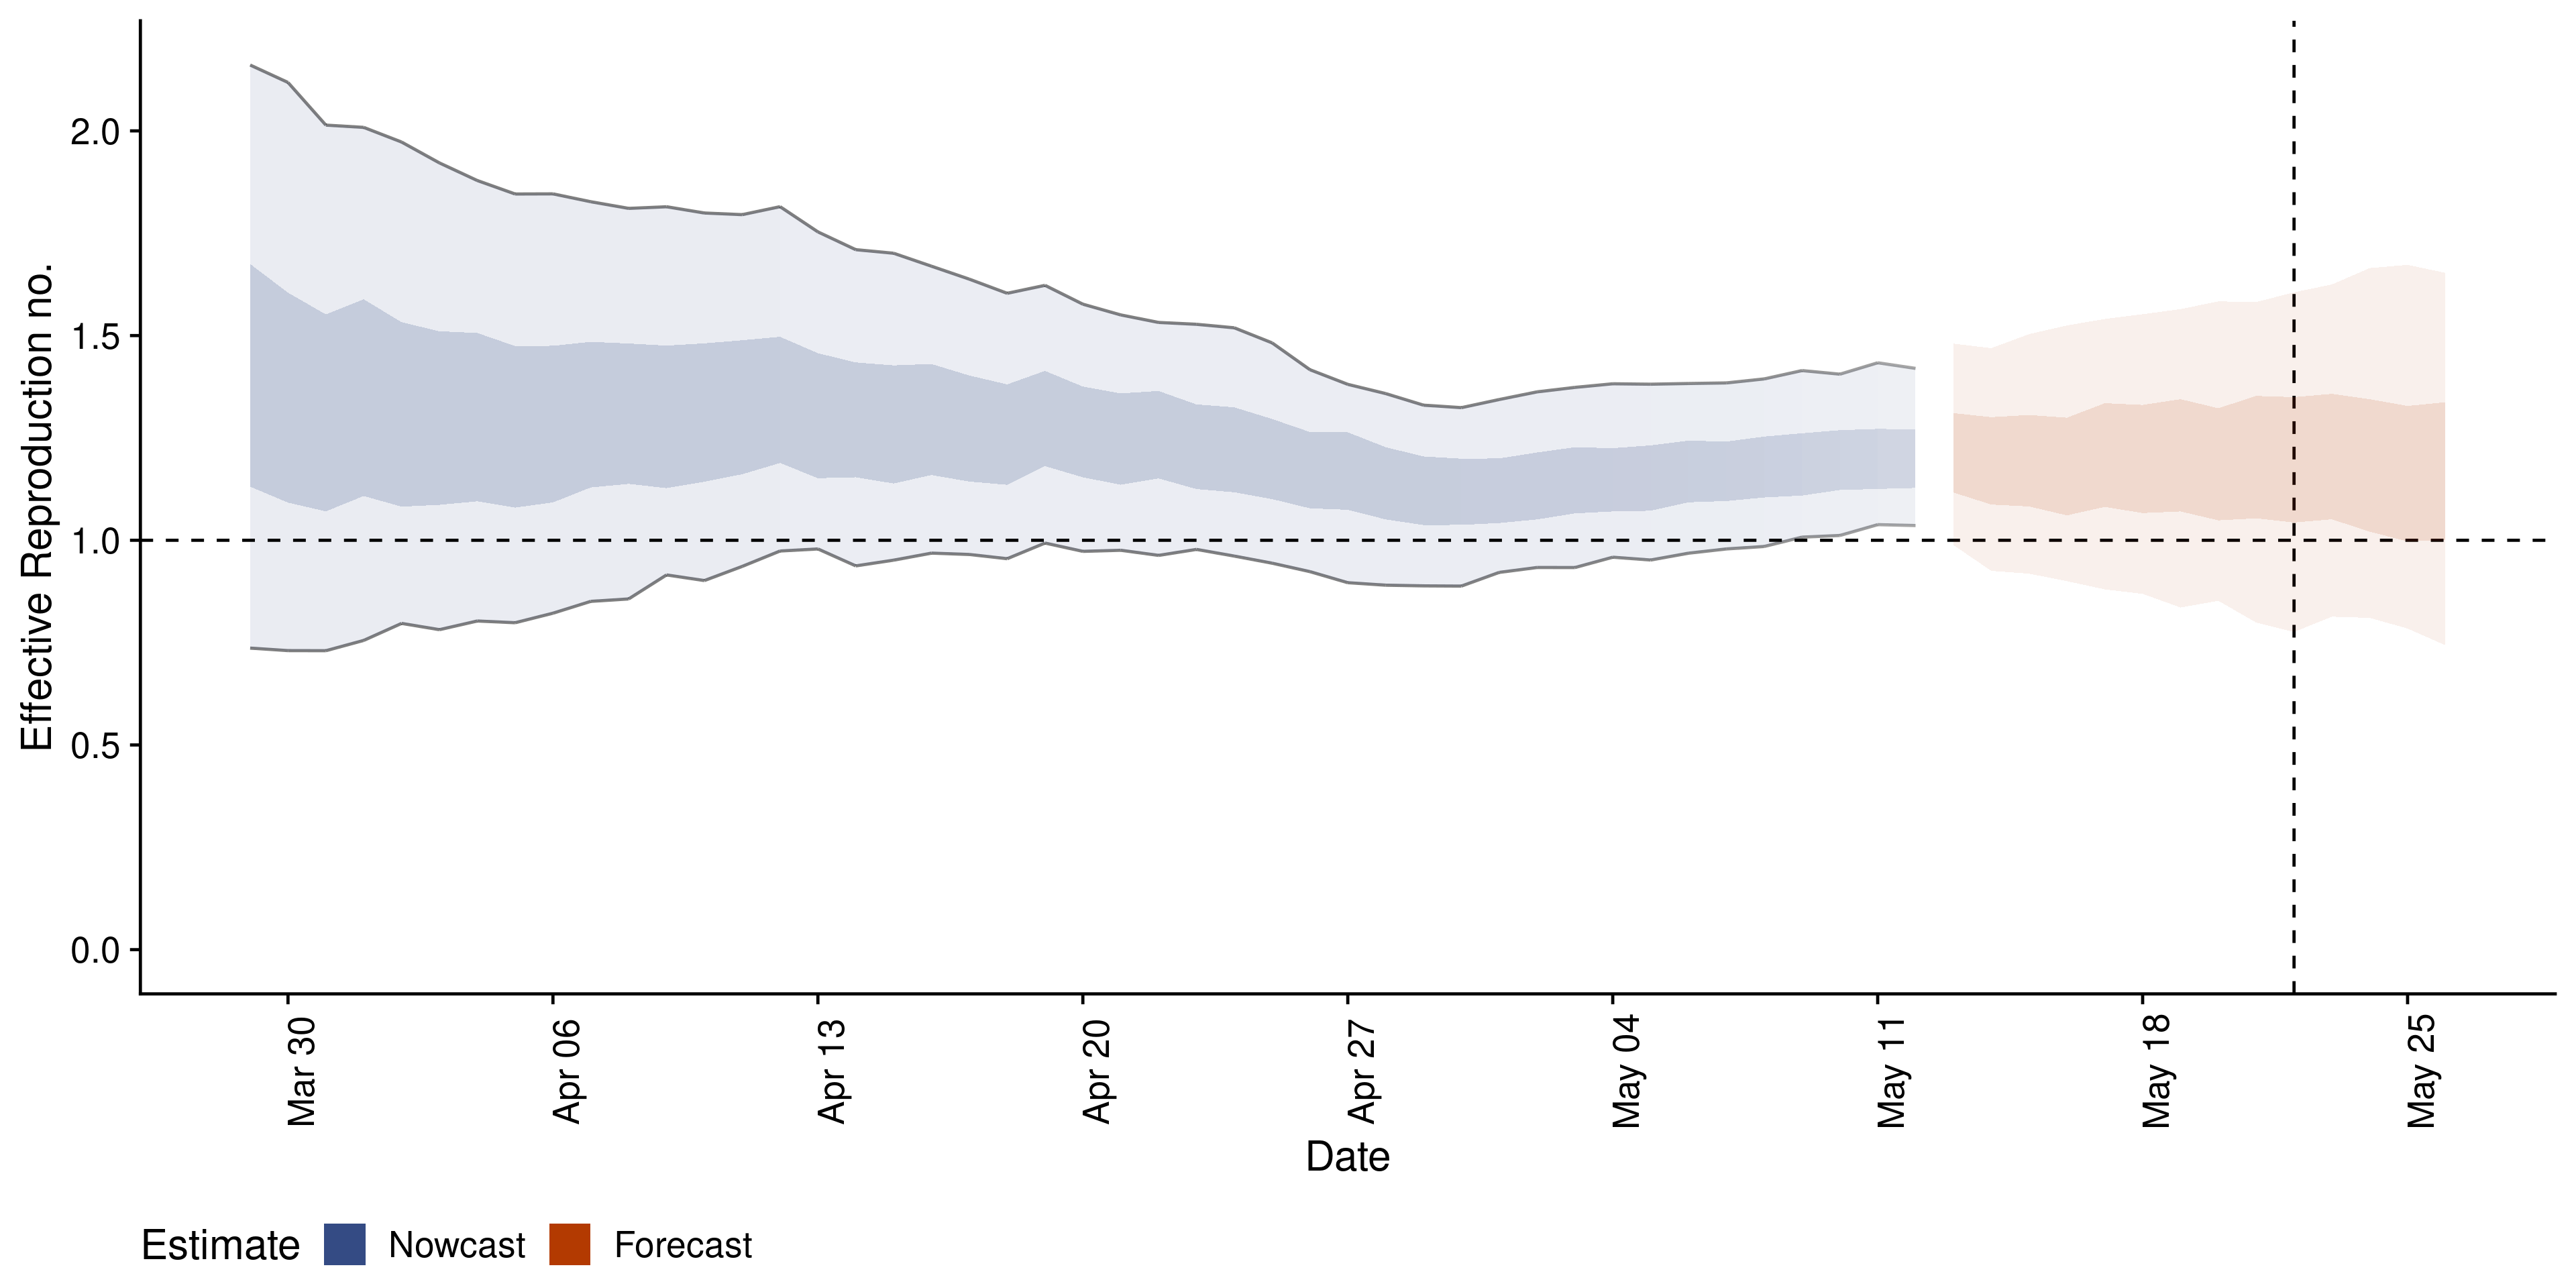 Effective Reproduction no.
2.0
1.5
1.0
0.5
0.0
Mar 30
Apr 06
Apr 13
Apr 20
Apr 27
May 04
May 11
May 18
May 25
Date
Estimate Nowcast Forecast